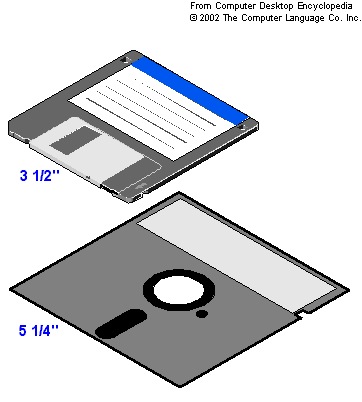 From Computer Desktop Encyclopedia
© 2002 The Computer Language Co. Inc.
3 1/2"
5 1/4"